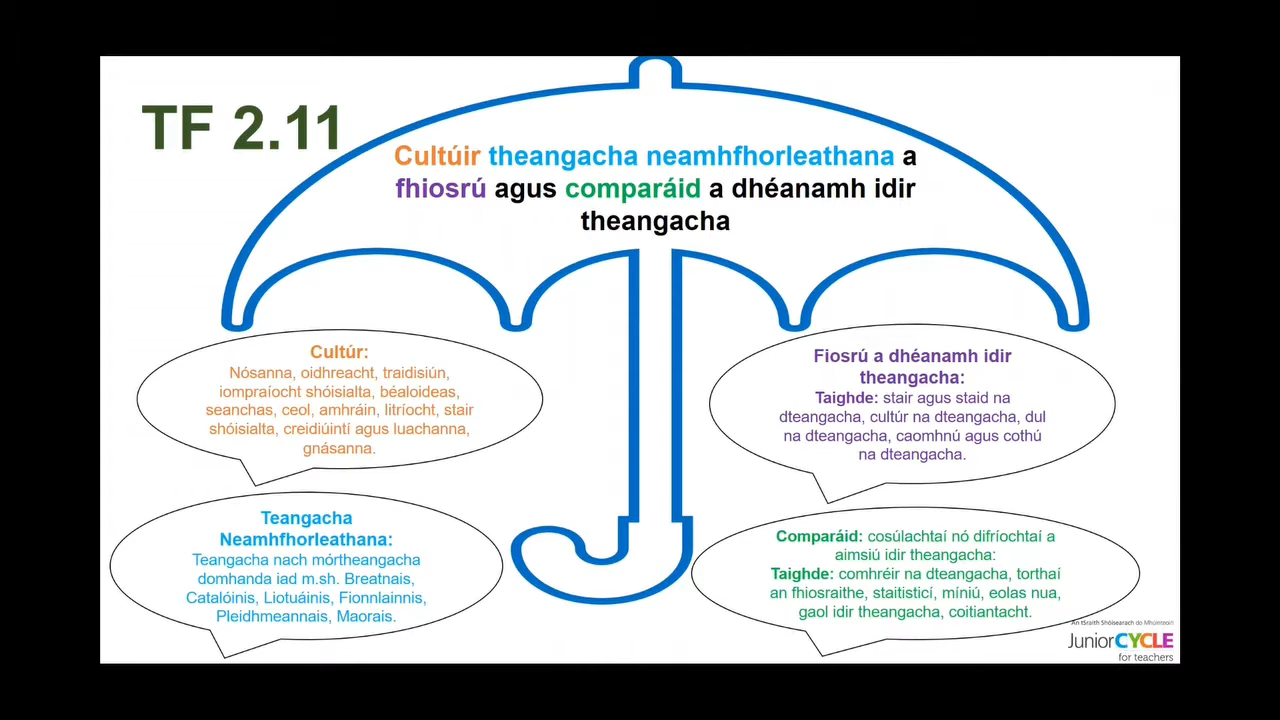 TF 2.11
Cultúir theangacha neamhfhorleathana a
fhiosrú agus comparáid a dhéanamh idir
theangacha
Cultúr:
Nósanna, oidhreacht, traidisiún,
iompraíocht shóisialta, béaloideas,
seanchas, ceol, amhráin, litríocht, stair
shóisialta, creidiúintí agus luachanna,
gnásanna.
Teangacha
Neamhfhorleathana:
Teangacha nach mórtheangacha
domhanda iad m.sh. Breatnais,
Catalóinis, Liotuáinis, Fionnlainnis,
Pleidhmeannais, Maorais.
Fiosrú a dhéanamh idir
theangacha:
Taighde: stair agus staid na
dteangacha, cultúr na dteangacha, dul
na dteangacha, caomhnú agus cothú
na dteangacha.
Comparáid: cosúlachtaí nó difríochtaí a
aimsiú idir theangacha:
Taighde: comhréir na dteangacha, torthaí
an fhiosraithe, staitisticí, míniú, eolas nua,
gaol idir theangacha, coitiantacht.
An tSraith Shóisearach do Mhúinteoirí
JuniorCYCLE
for teachers